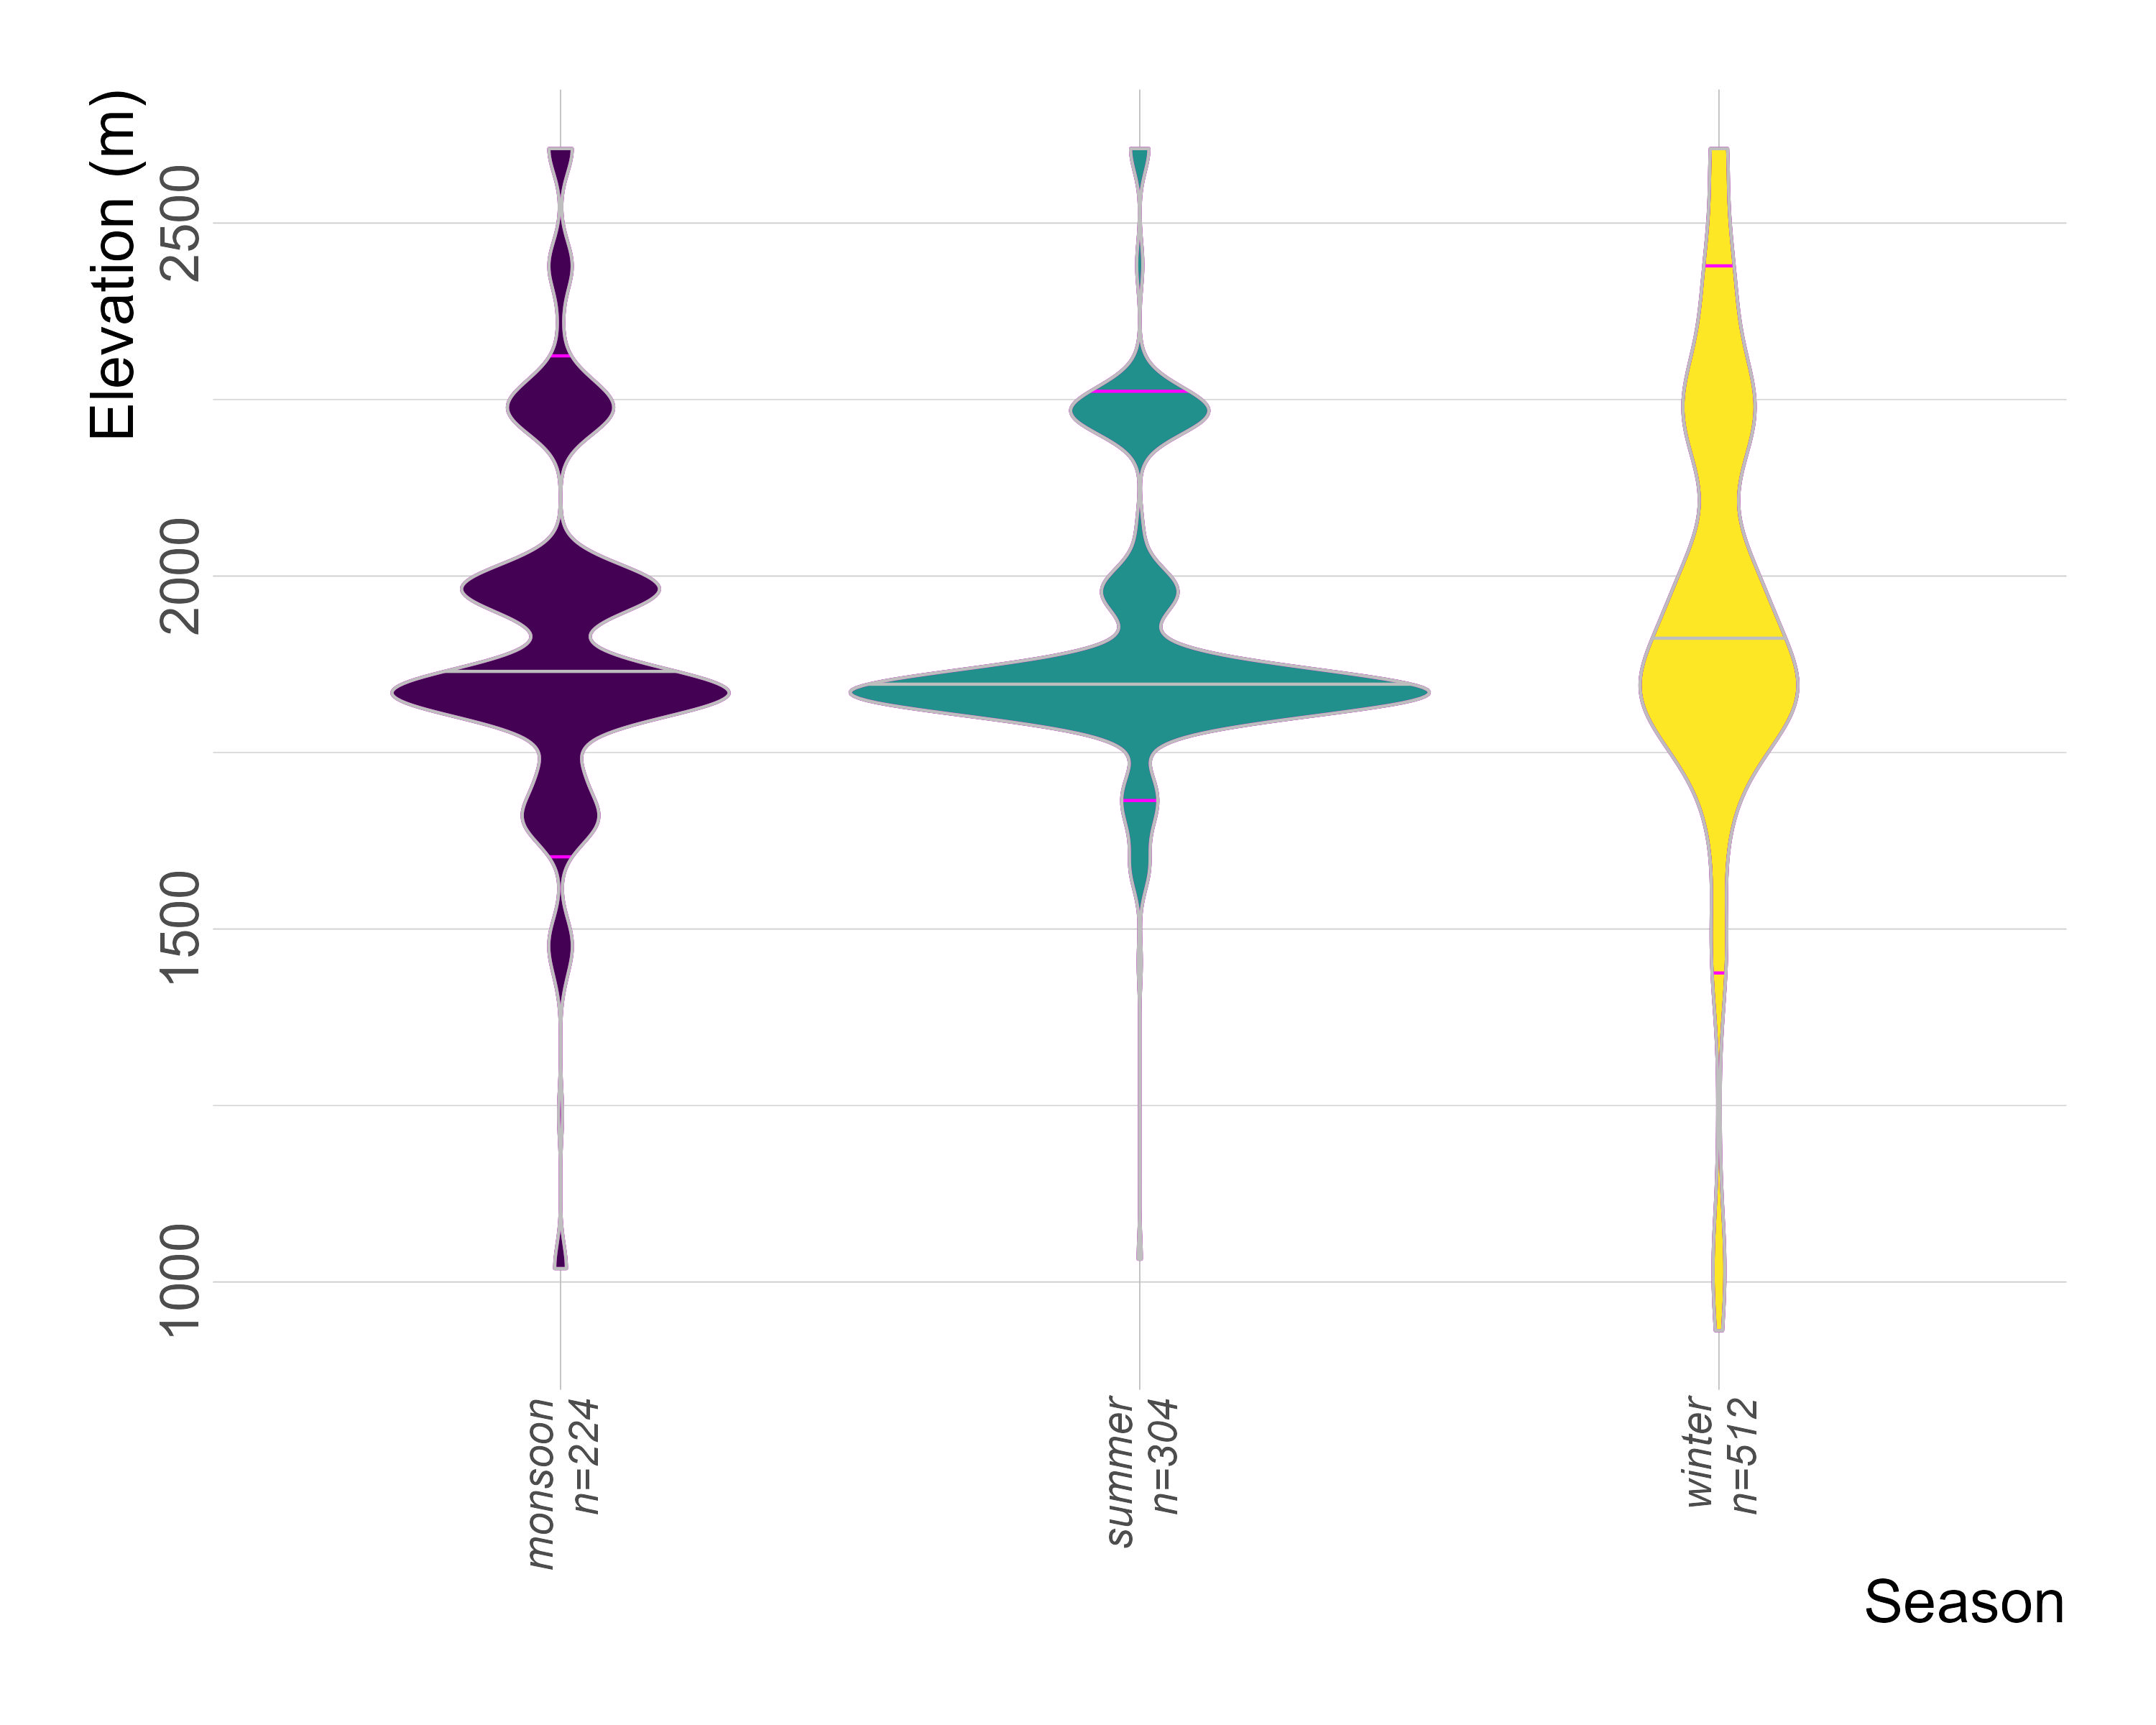 Elevation (m)
2500
2000
1500
1000
monsoon
n=224
summer
n=304
winter
n=512
Season